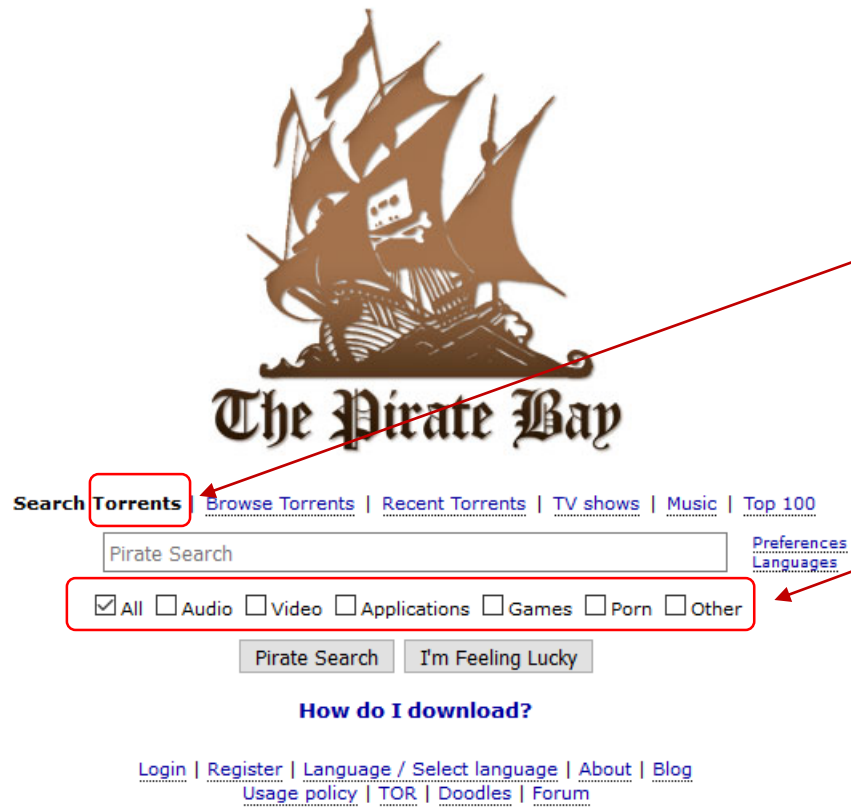 The Pirate Bay
Search Torrents | Browse Torrents | Recent Torrents | TV shows | Music | Top 100
Pirate Search
Preferences
Languages
All Audio Video Applications Games Porn Other
Pirate Search I'm Feeling Lucky
How do I download?
Login | Register | Language / Select language | About | Blog
Usage policy | TOR | Doodles | Forum